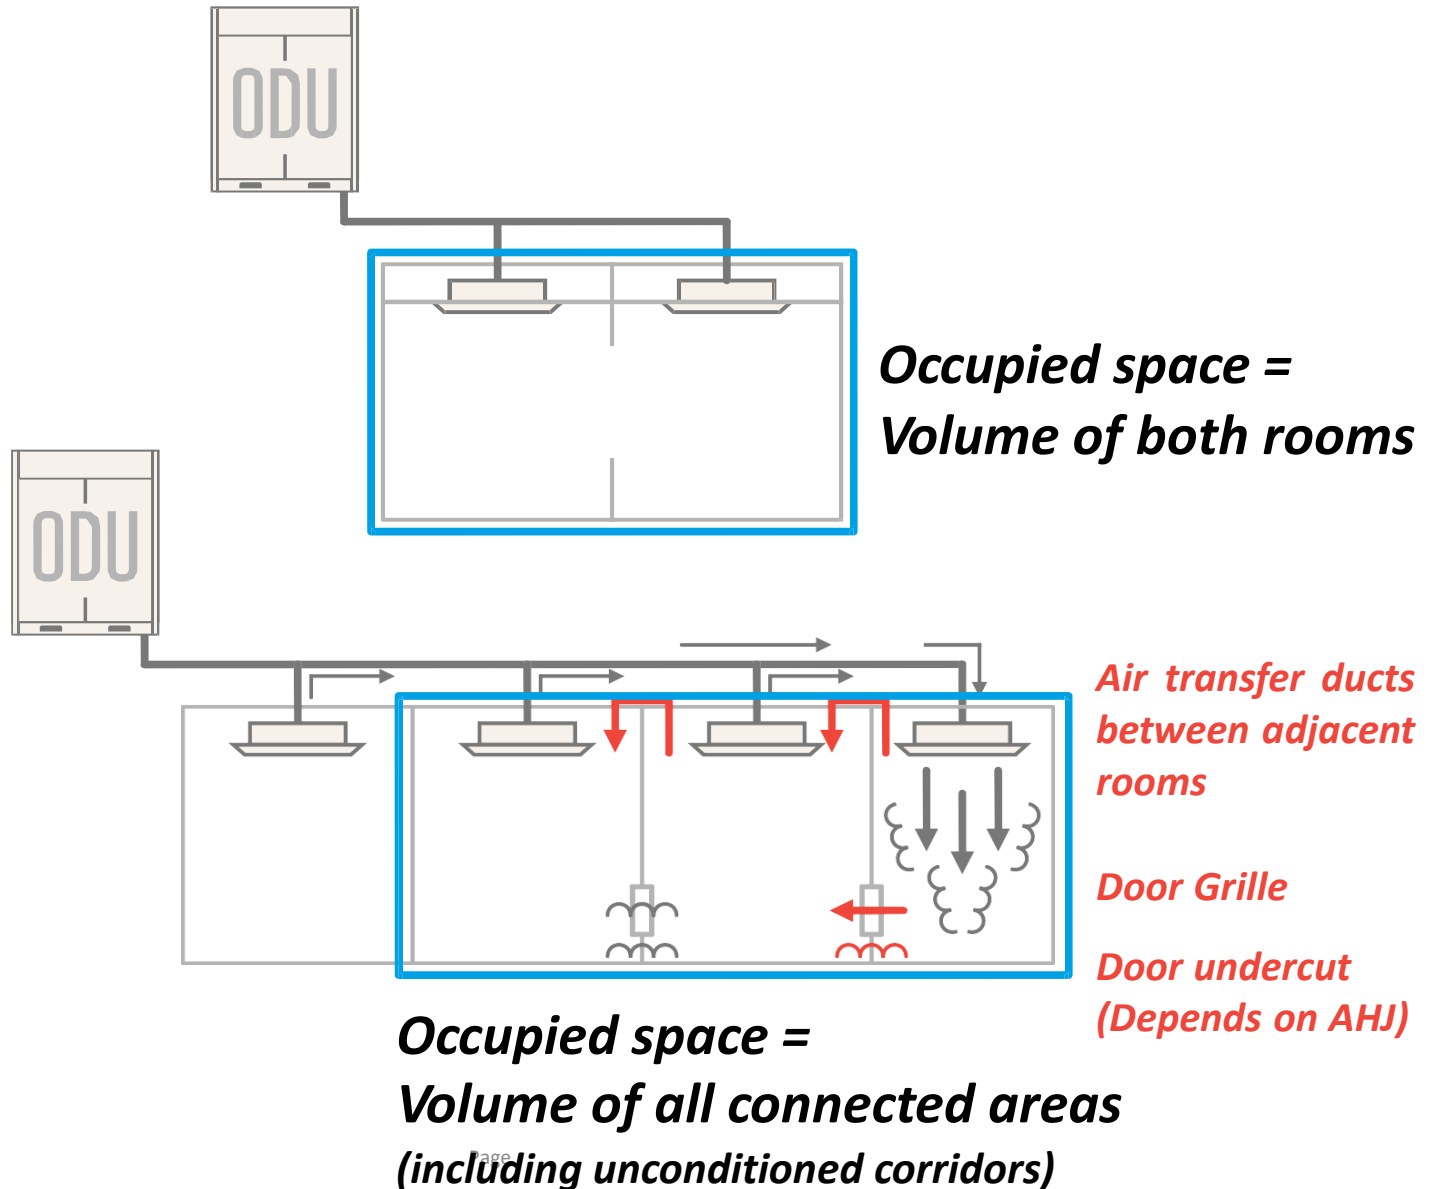 ODU
Occupied space =
Volume of both rooms
ODU
Air transfer ducts
between adjacent
rooms
Door Grille
Door undercut
(Depends on AHJ)
Occupied space =
Volume of all connected areas
Page
(including unconditioned corridors)